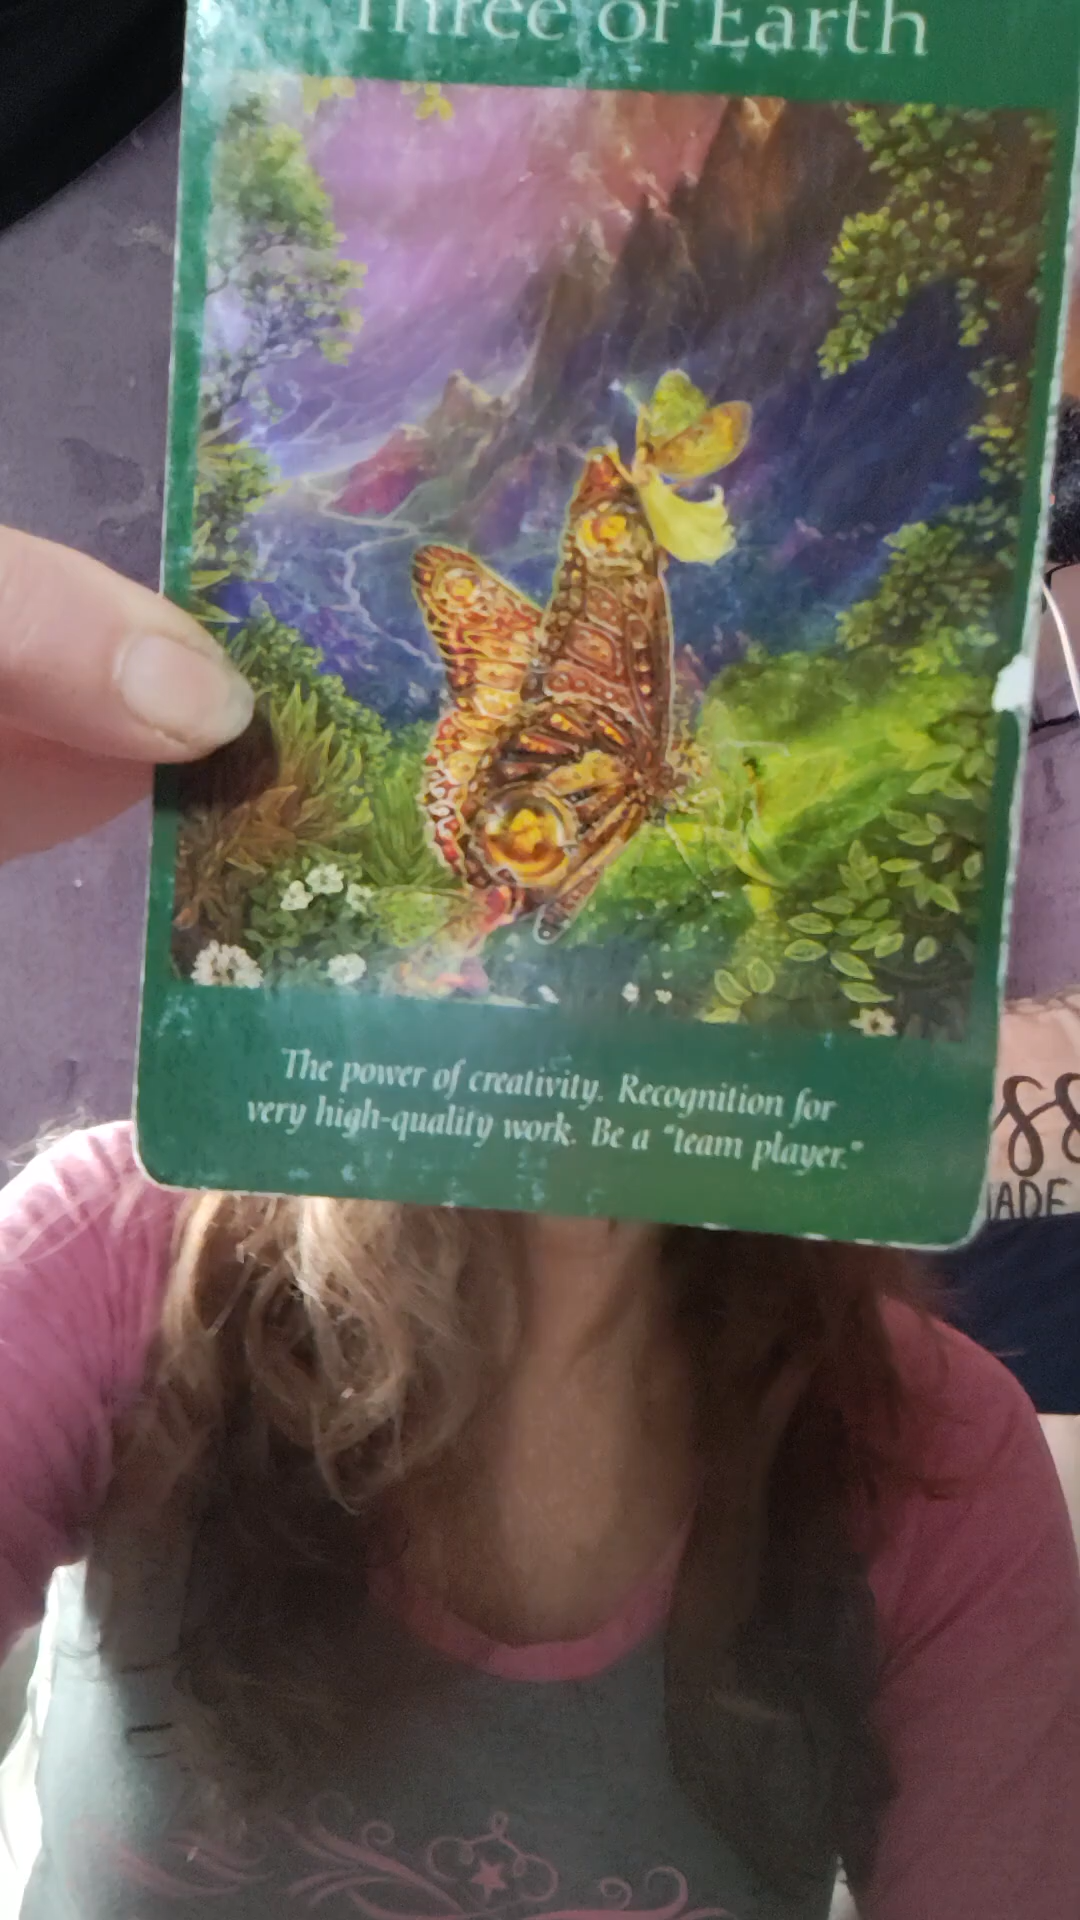 Three of Earth
The power of creativity. Recognition for
very high-quality work. Be a "team player."